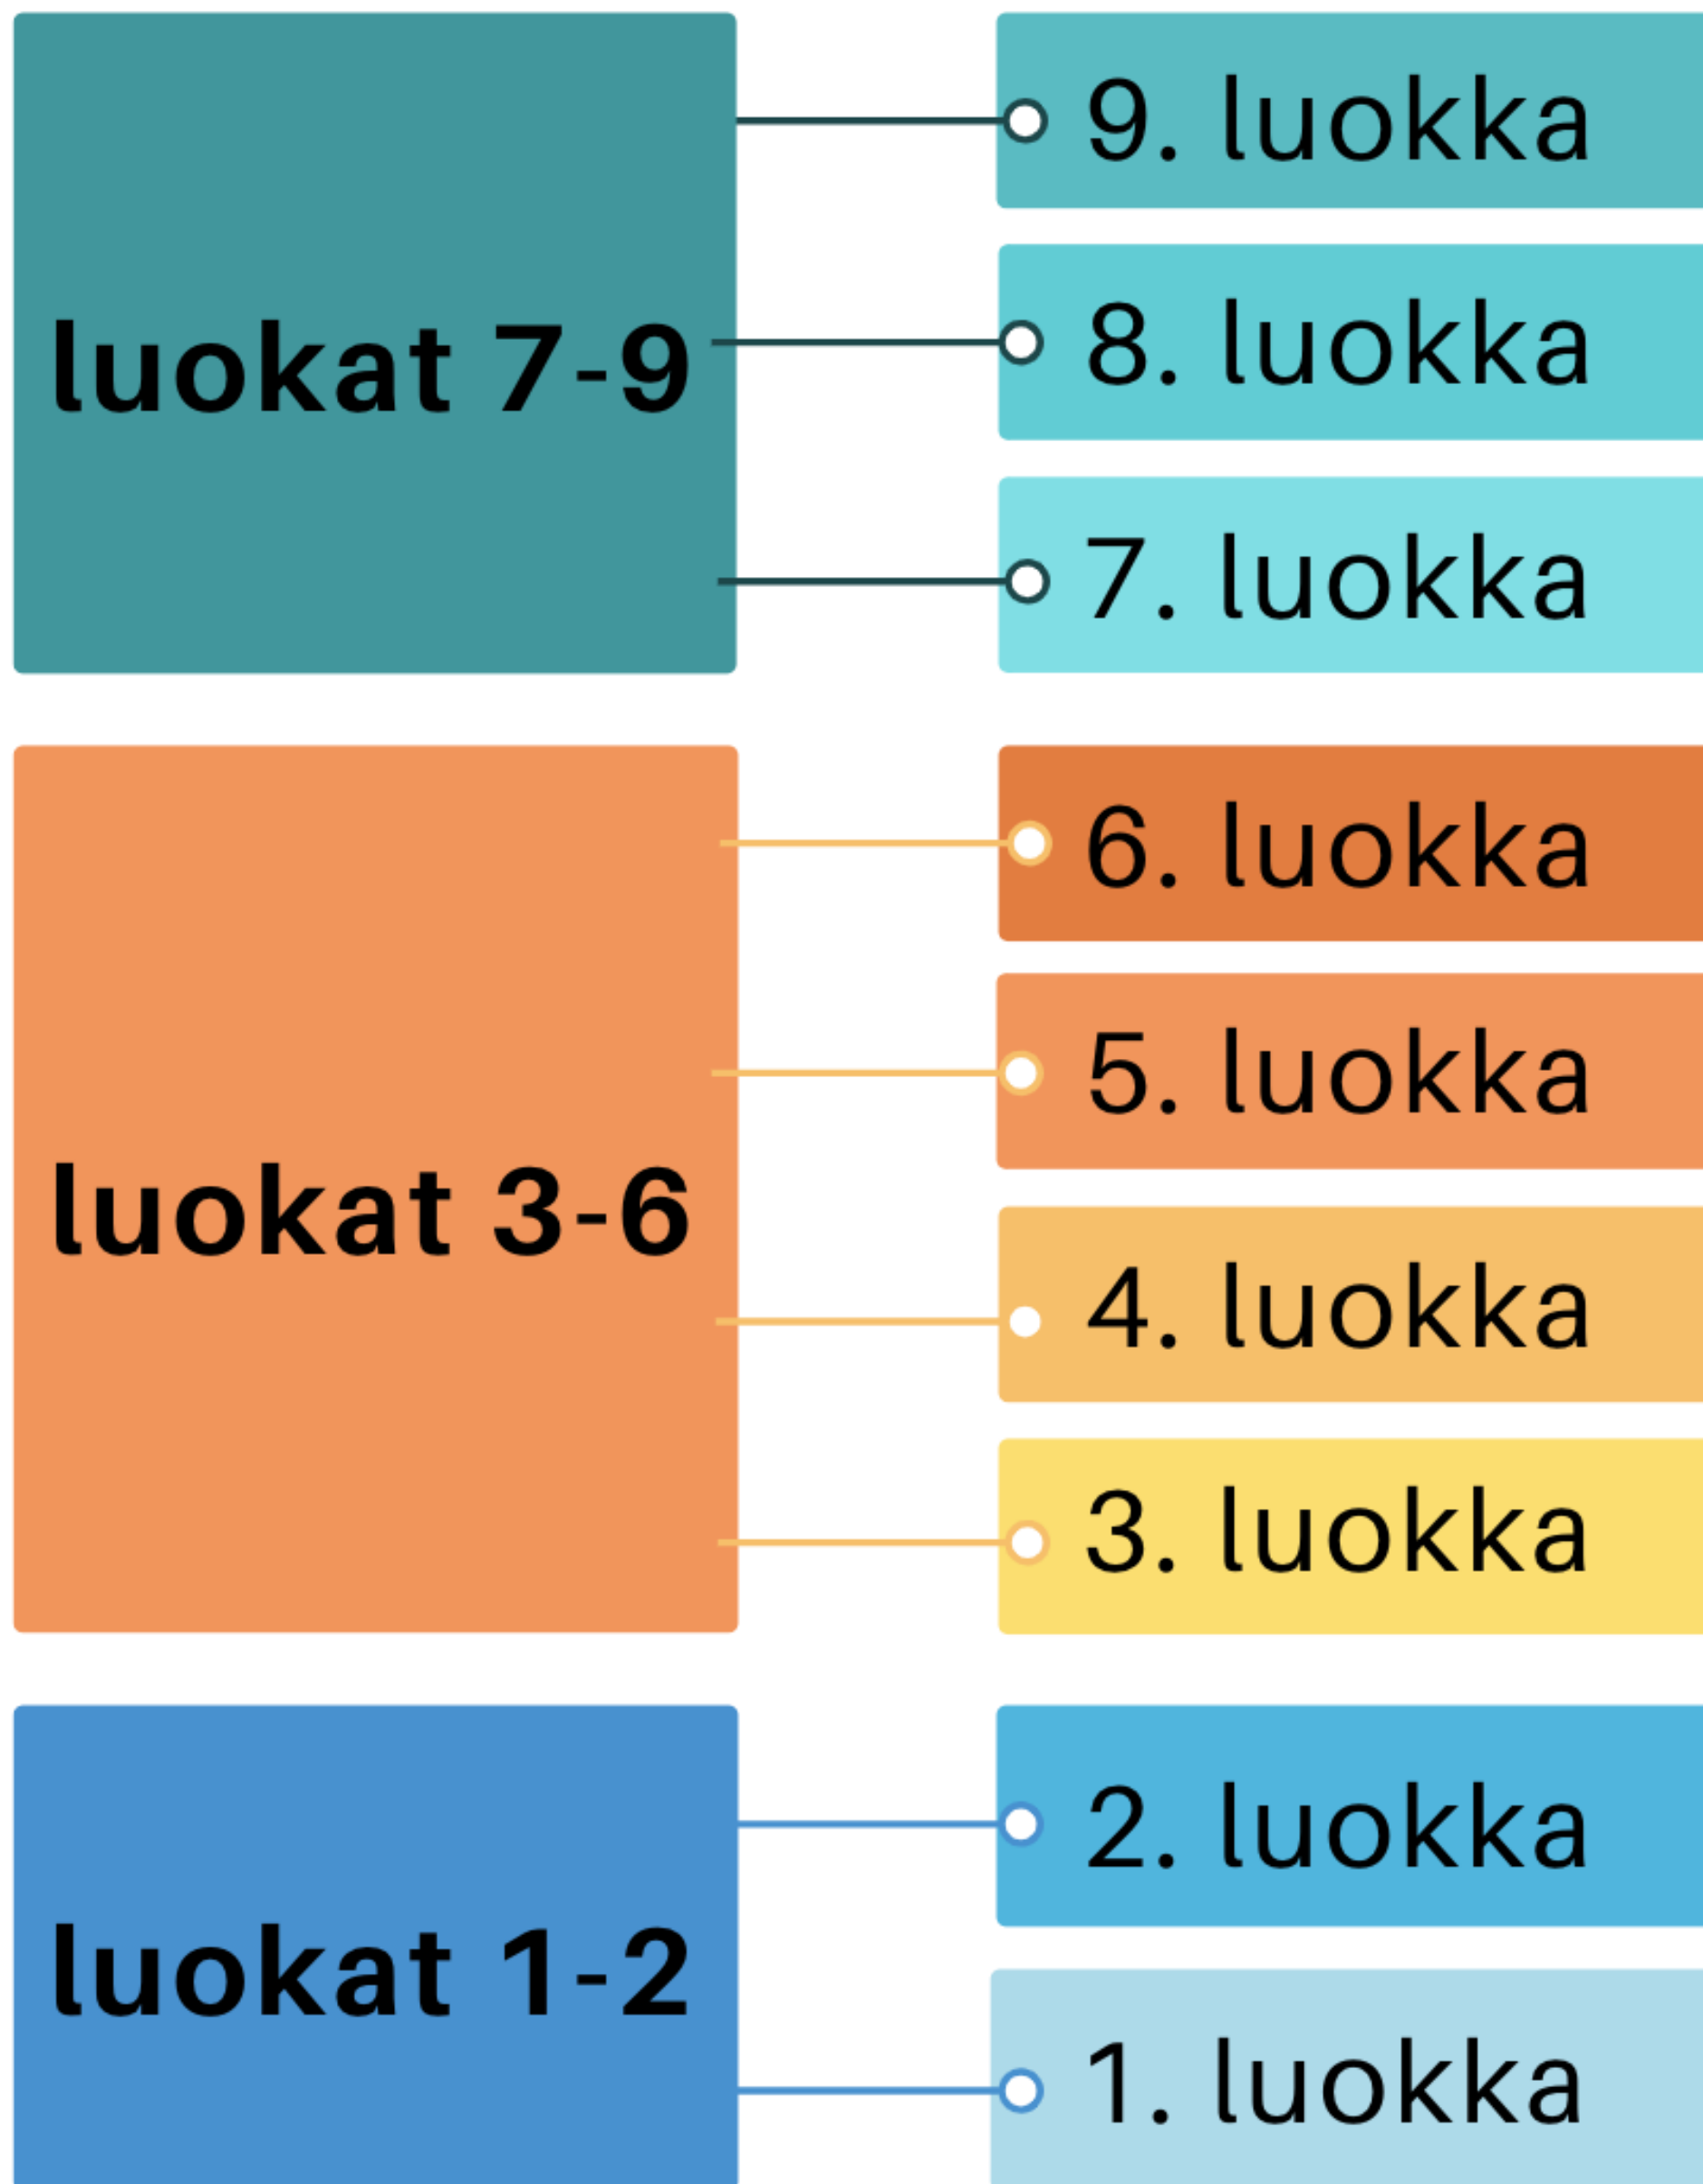 luokat 7-9
9. luokka
8. luokka
7. luokka
luokat 3-6
6. luokka
5. luokka
4. luokka
3. luokka
luokat 1-2
2. luokka
1. luokka